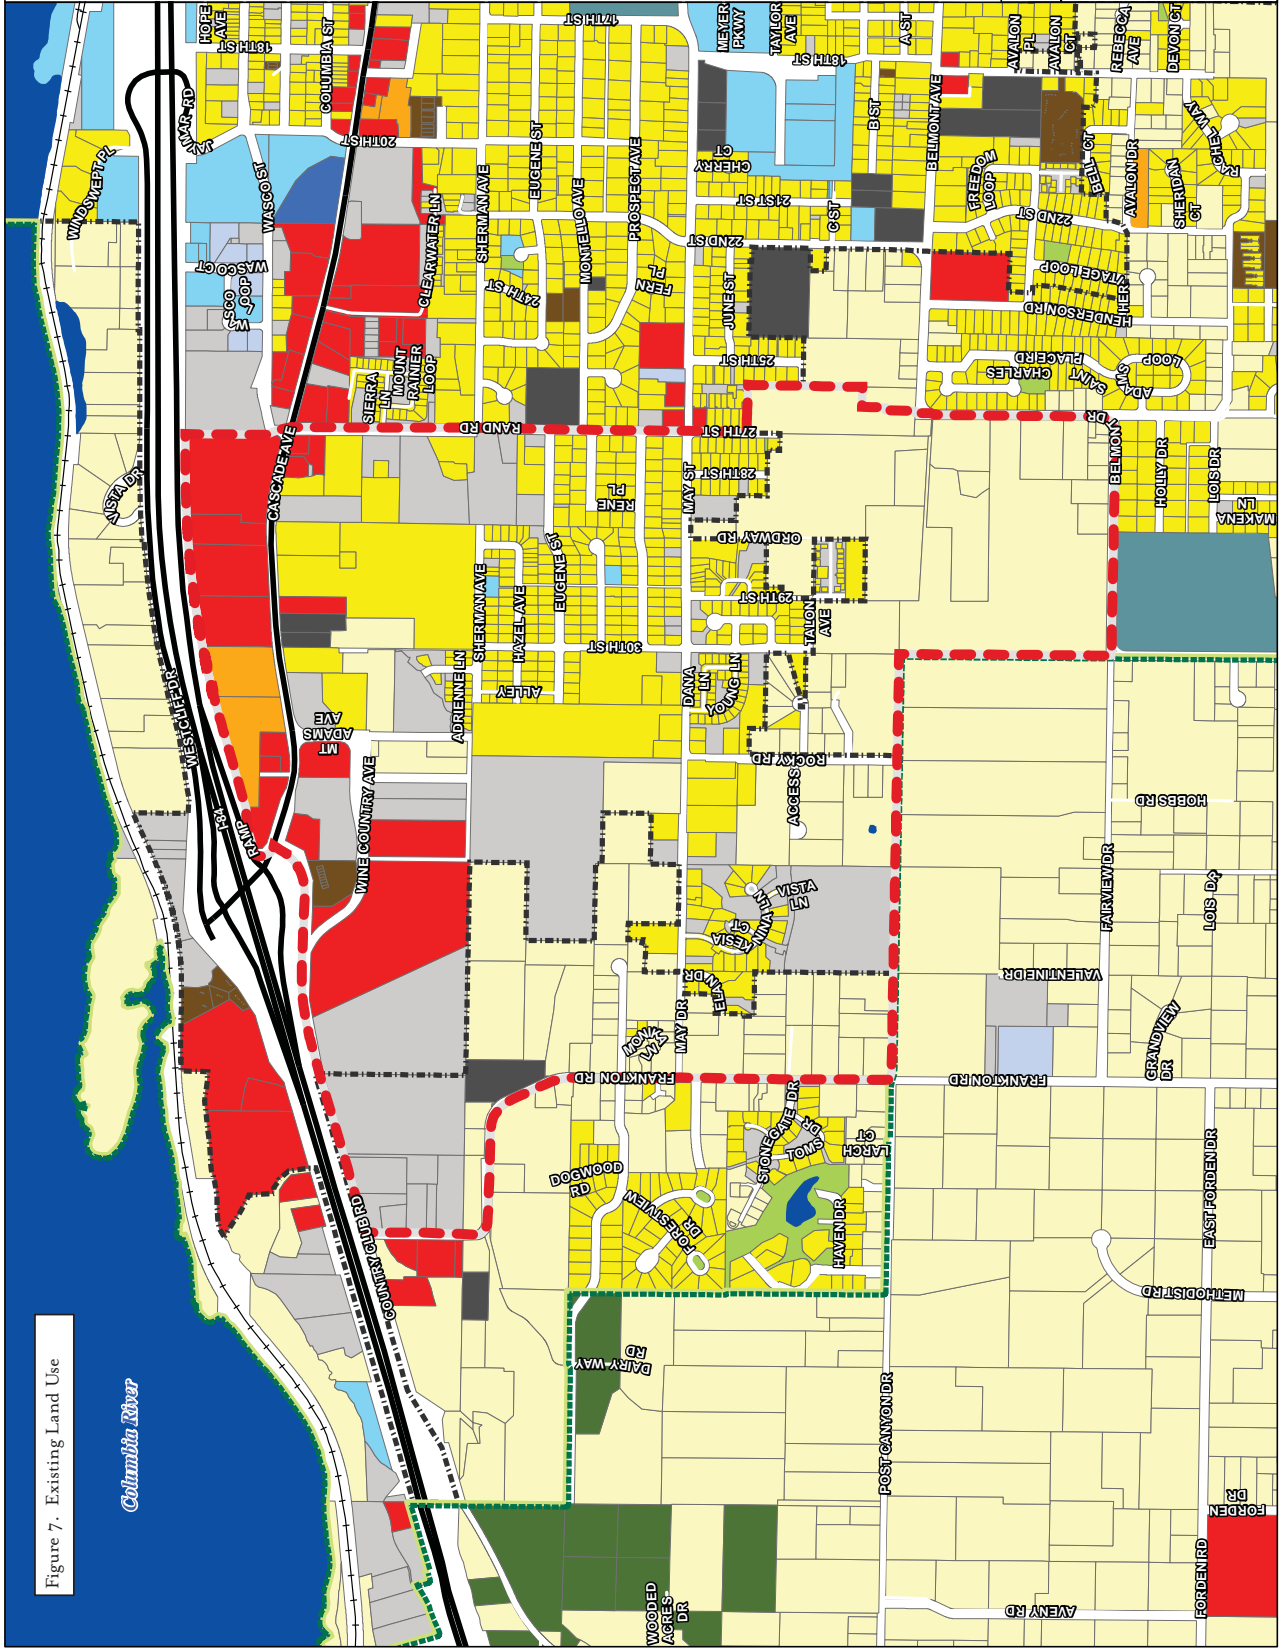 Figure 7. Existing Land Use
Columbia River
HOPE
AVE
18TH ST
COLUMBIA ST
17TH ST
MEYER
PKWY
TAYLOR
AVE
18TH ST
A ST
AVALON
PL
AVALON
CT
REBECCA
AVE
DEVON CT
WINDSWEPT PL
JAYMAR RD
WASCO ST
20TH ST
SHERMAN AVE
EUGENE ST
MONTELLO AVE
PROSPECT AVE
CHERRY
CT
B ST
BELMONT AVE
FREEDOM
LOOP
BELL CT
AVALON DR
SHERIDAN
CT
RACHEL WAY
21ST ST
C ST
22ND ST
22ND ST
WASCO CT
WASCO
LOOP
CLEARWATER LN
24TH ST
FERN
PL
JUNE ST
HERITAGE LOOP
HENDERSON RD
25TH ST
SIERRA
LN
MOUNT
RAINIER
LOOP
CHARLES
PLACE RD
SAINT
ADAMS
LOOP
RAND RD
27TH ST
BELMONT DR
CASCADE AVE
VISTA DR
MAY ST
28TH ST
RENE
PL
HOLLY DR
LOIS DR
MAKENA
LN
ORDWAY RD
EUGENE ST
SHERMAN AVE
HAZEL AVE
29TH ST
TALON
AVE
30TH ST
ADRIENNE LN
ALLEY
DANA
LN
YOUNG LN
WESTCLIFF DR
MT
ADAMS
AVE
ROCKY RD
ACCESS
I-84
RAMP
WINE COUNTRY AVE
HOBBS RD
FAIRVIEW DR
LOIS DR
VISTA
LN
NINA LN
KESIA
CT
ELAN DR
VALENTINE DR
MAY DR
MONK
LN
GRANDVIEW
DR
FRANKTON RD
FRANKTON RD
STONEGATE DR
TOMS
DR
LARCH
CT
DOGWOOD
RD
FORESTVIEW
DR
HAVEN DR
EAST FORDEN DR
COUNTRY CLUB RD
METHODIST RD
DAIRY WAY
RD
POST CANYON DR
FORDEN
DR
FORDEN RD
WOODED
ACRES
DR
AVENY RD